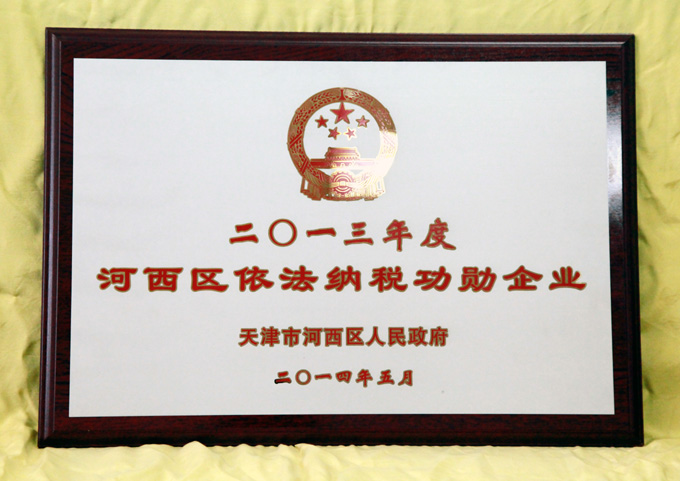 二〇一三年度
河西区依法纳税功勋企业
天津市河西区人民政府
二〇一四年五月